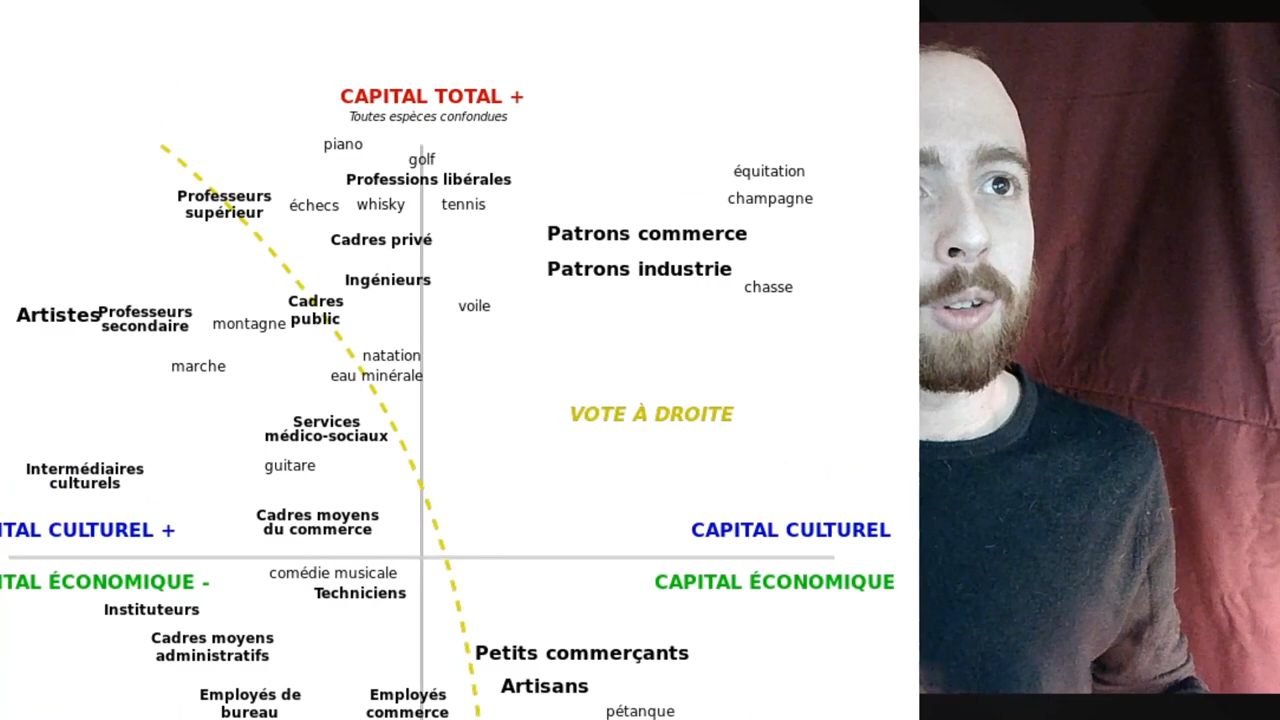 CAPITAL TOTAL +
Toutes espèces confondues
piano
golf
équitation
Professions libérales
Professeurs
supérieur
échecs
whisky
tennis
champagne
Cadres privé
Patrons commerce
Patrons industrie
Ingénieurs
chasse
Cadres
public
voile
Artistes
Professeurs
secondaire
montagne
natation
marche
eau minérale
VOTE À DROITE
Services
médico-sociaux
guitare
Intermédiaires
culturels
Cadres moyens
du commerce
ITAL CULTUREL +
CAPITAL CULTUREL
comédie musicale
ITAL ÉCONOMIQUE -
CAPITAL ÉCONOMIQUE
Techniciens
Instituteurs
Cadres moyens
administratifs
Petits commerçants
Artisans
Employés de
bureau
Employés
commerce
pétanque